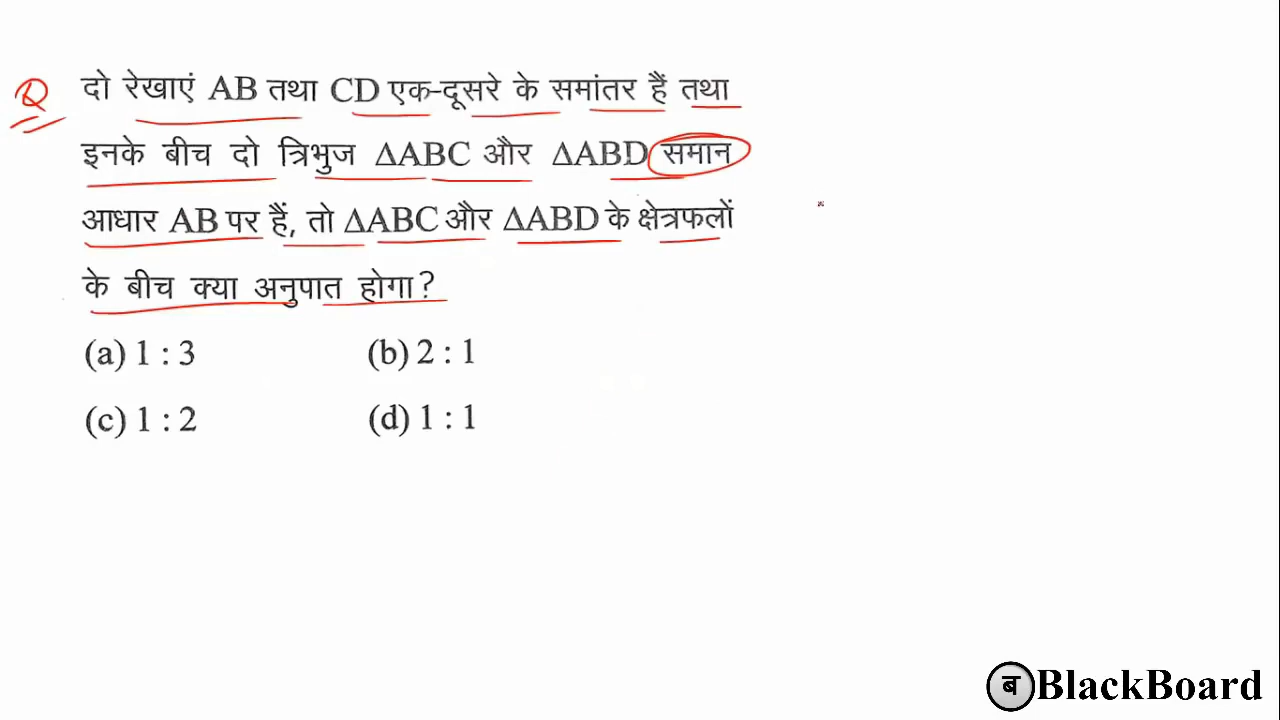 Q दो रेखाएं AB तथा CD एक-दूसरे के समांतर हैं तथा
इनके बीच दो त्रिभुज ΔABC और ΔABD समान
आधार AB पर हैं, तो ΔABC और ΔABD के क्षेत्रफलों
के बीच क्या अनुपात होगा?
(a) 1 : 3 (b) 2 : 1
(c) 1 : 2 (d) 1 : 1
ब BlackBoard